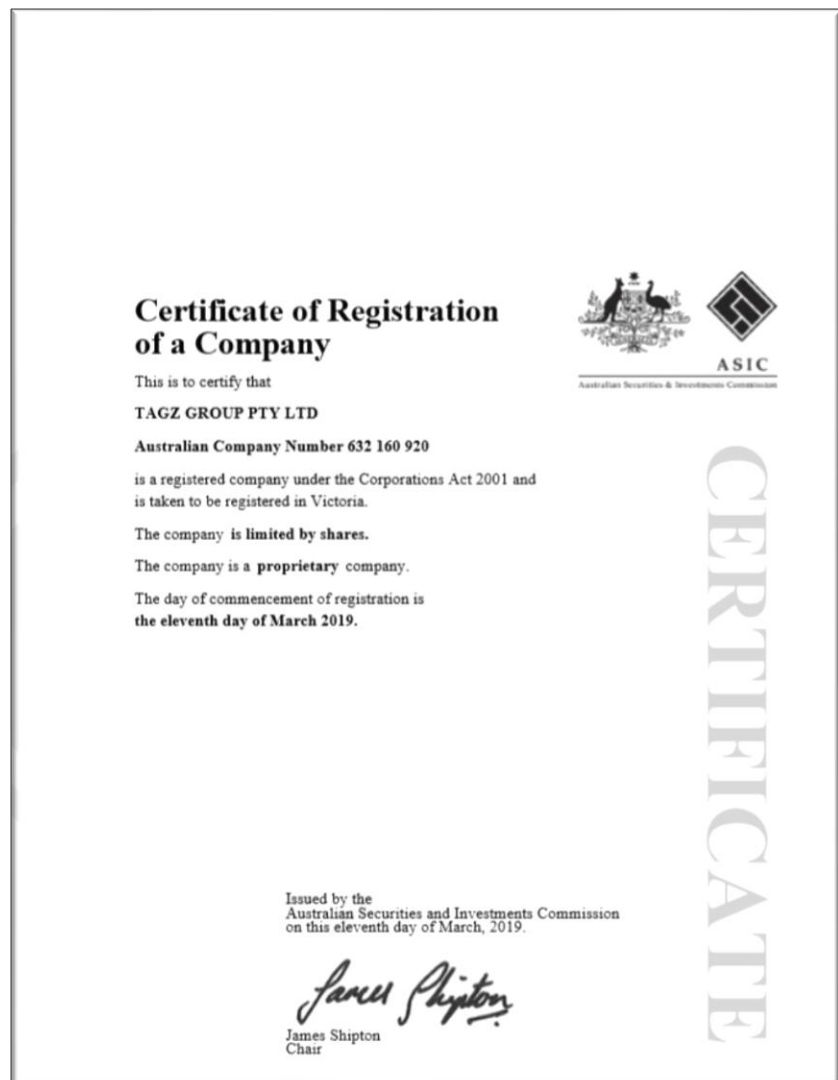 Certificate of Registration
of a Company
ASIC
Australian Securities & Investments Commission
This is to certify that
TAGZ GROUP PTY LTD
Australian Company Number 632 160 920
is a registered company under the Corporations Act 2001 and
is taken to be registered in Victoria.
The company is limited by shares.
The company is a proprietary company.
The day of commencement of registration is
the eleventh day of March 2019.
CERTIFICATE
Issued by the
Australian Securities and Investments Commission
on this eleventh day of March, 2019.
James Shipton
James Shipton
Chair